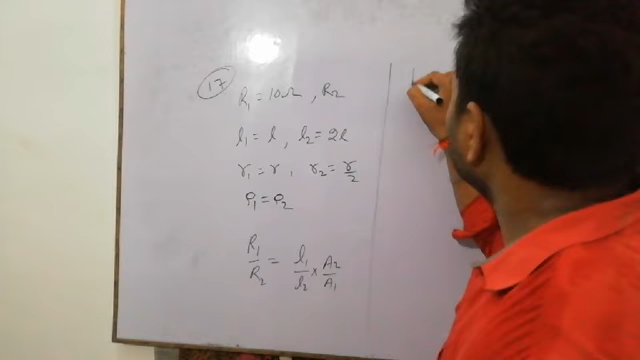 17
R₁ = 10Ω , R₂
l₁ = l , l₂ = 2l
r₁ = r , r₂ = r/2
ρ₁ = ρ₂
R₁/R₂ = l₁/l₂ × A₂/A₁